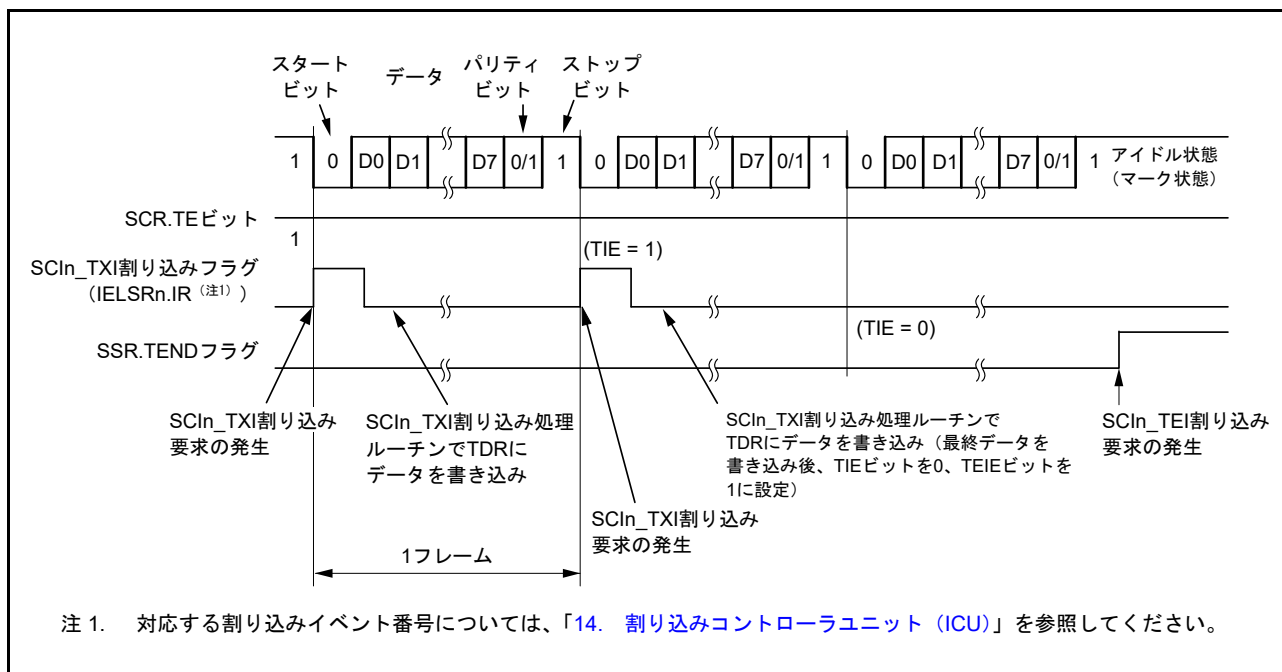 スタート
ビット
データ
パリティ
ビット
ストップ
ビット
1 0 D0 D1 D7 0/1 1 0 D0 D1 D7 0/1 1 0 D0 D1 D7 0/1 1 アイドル状態
（マーク状態）
SCR.TEビット
1
(TIE = 1)
SCIn_TXI割り込みフラグ
（IELSRn.IR（注1））
(TIE = 0)
SSR.TENDフラグ
SCIn_TXI割り込み
要求の発生
SCIn_TXI割り込み処理
ルーチンでTDRに
データを書き込み
SCIn_TXI割り込み処理ルーチンで
TDRにデータを書き込み（最終データを
書き込み後、TIEビットを0、TEIEビットを
1に設定）
SCIn_TEI割り込み
要求の発生
SCIn_TXI割り込み
要求の発生
1フレーム
注 1. 対応する割り込みイベント番号については、「14. 割り込みコントローラユニット（ICU）」を参照してください。